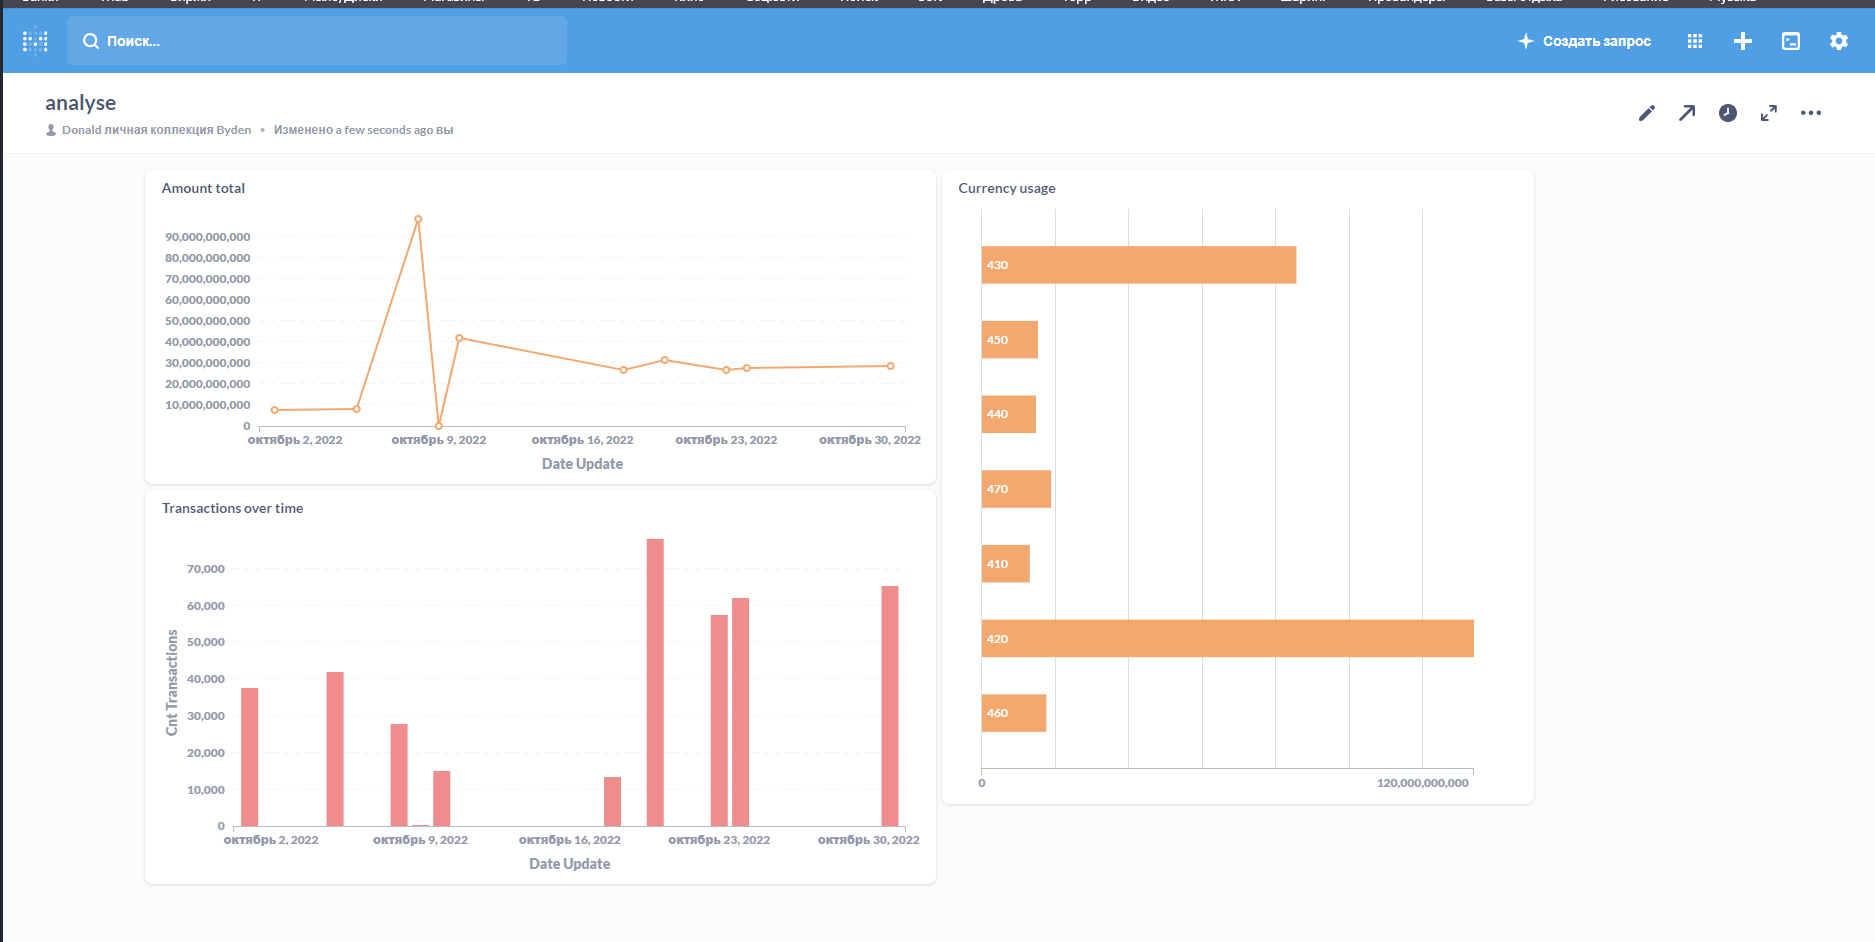 Поиск...
Создать запрос
analyse
Donald личная коллекция Byden • Изменено a few seconds ago вы
Amount total
90,000,000,000
80,000,000,000
70,000,000,000
60,000,000,000
50,000,000,000
40,000,000,000
30,000,000,000
20,000,000,000
10,000,000,000
0
октябрь 2, 2022 октябрь 9, 2022 октябрь 16, 2022 октябрь 23, 2022 октябрь 30, 2022
Date Update
Transactions over time
Cnt Transactions
70,000
60,000
50,000
40,000
30,000
20,000
10,000
0
октябрь 2, 2022 октябрь 9, 2022 октябрь 16, 2022 октябрь 23, 2022 октябрь 30, 2022
Date Update
Currency usage
430
450
440
470
410
420
460
0 120,000,000,000